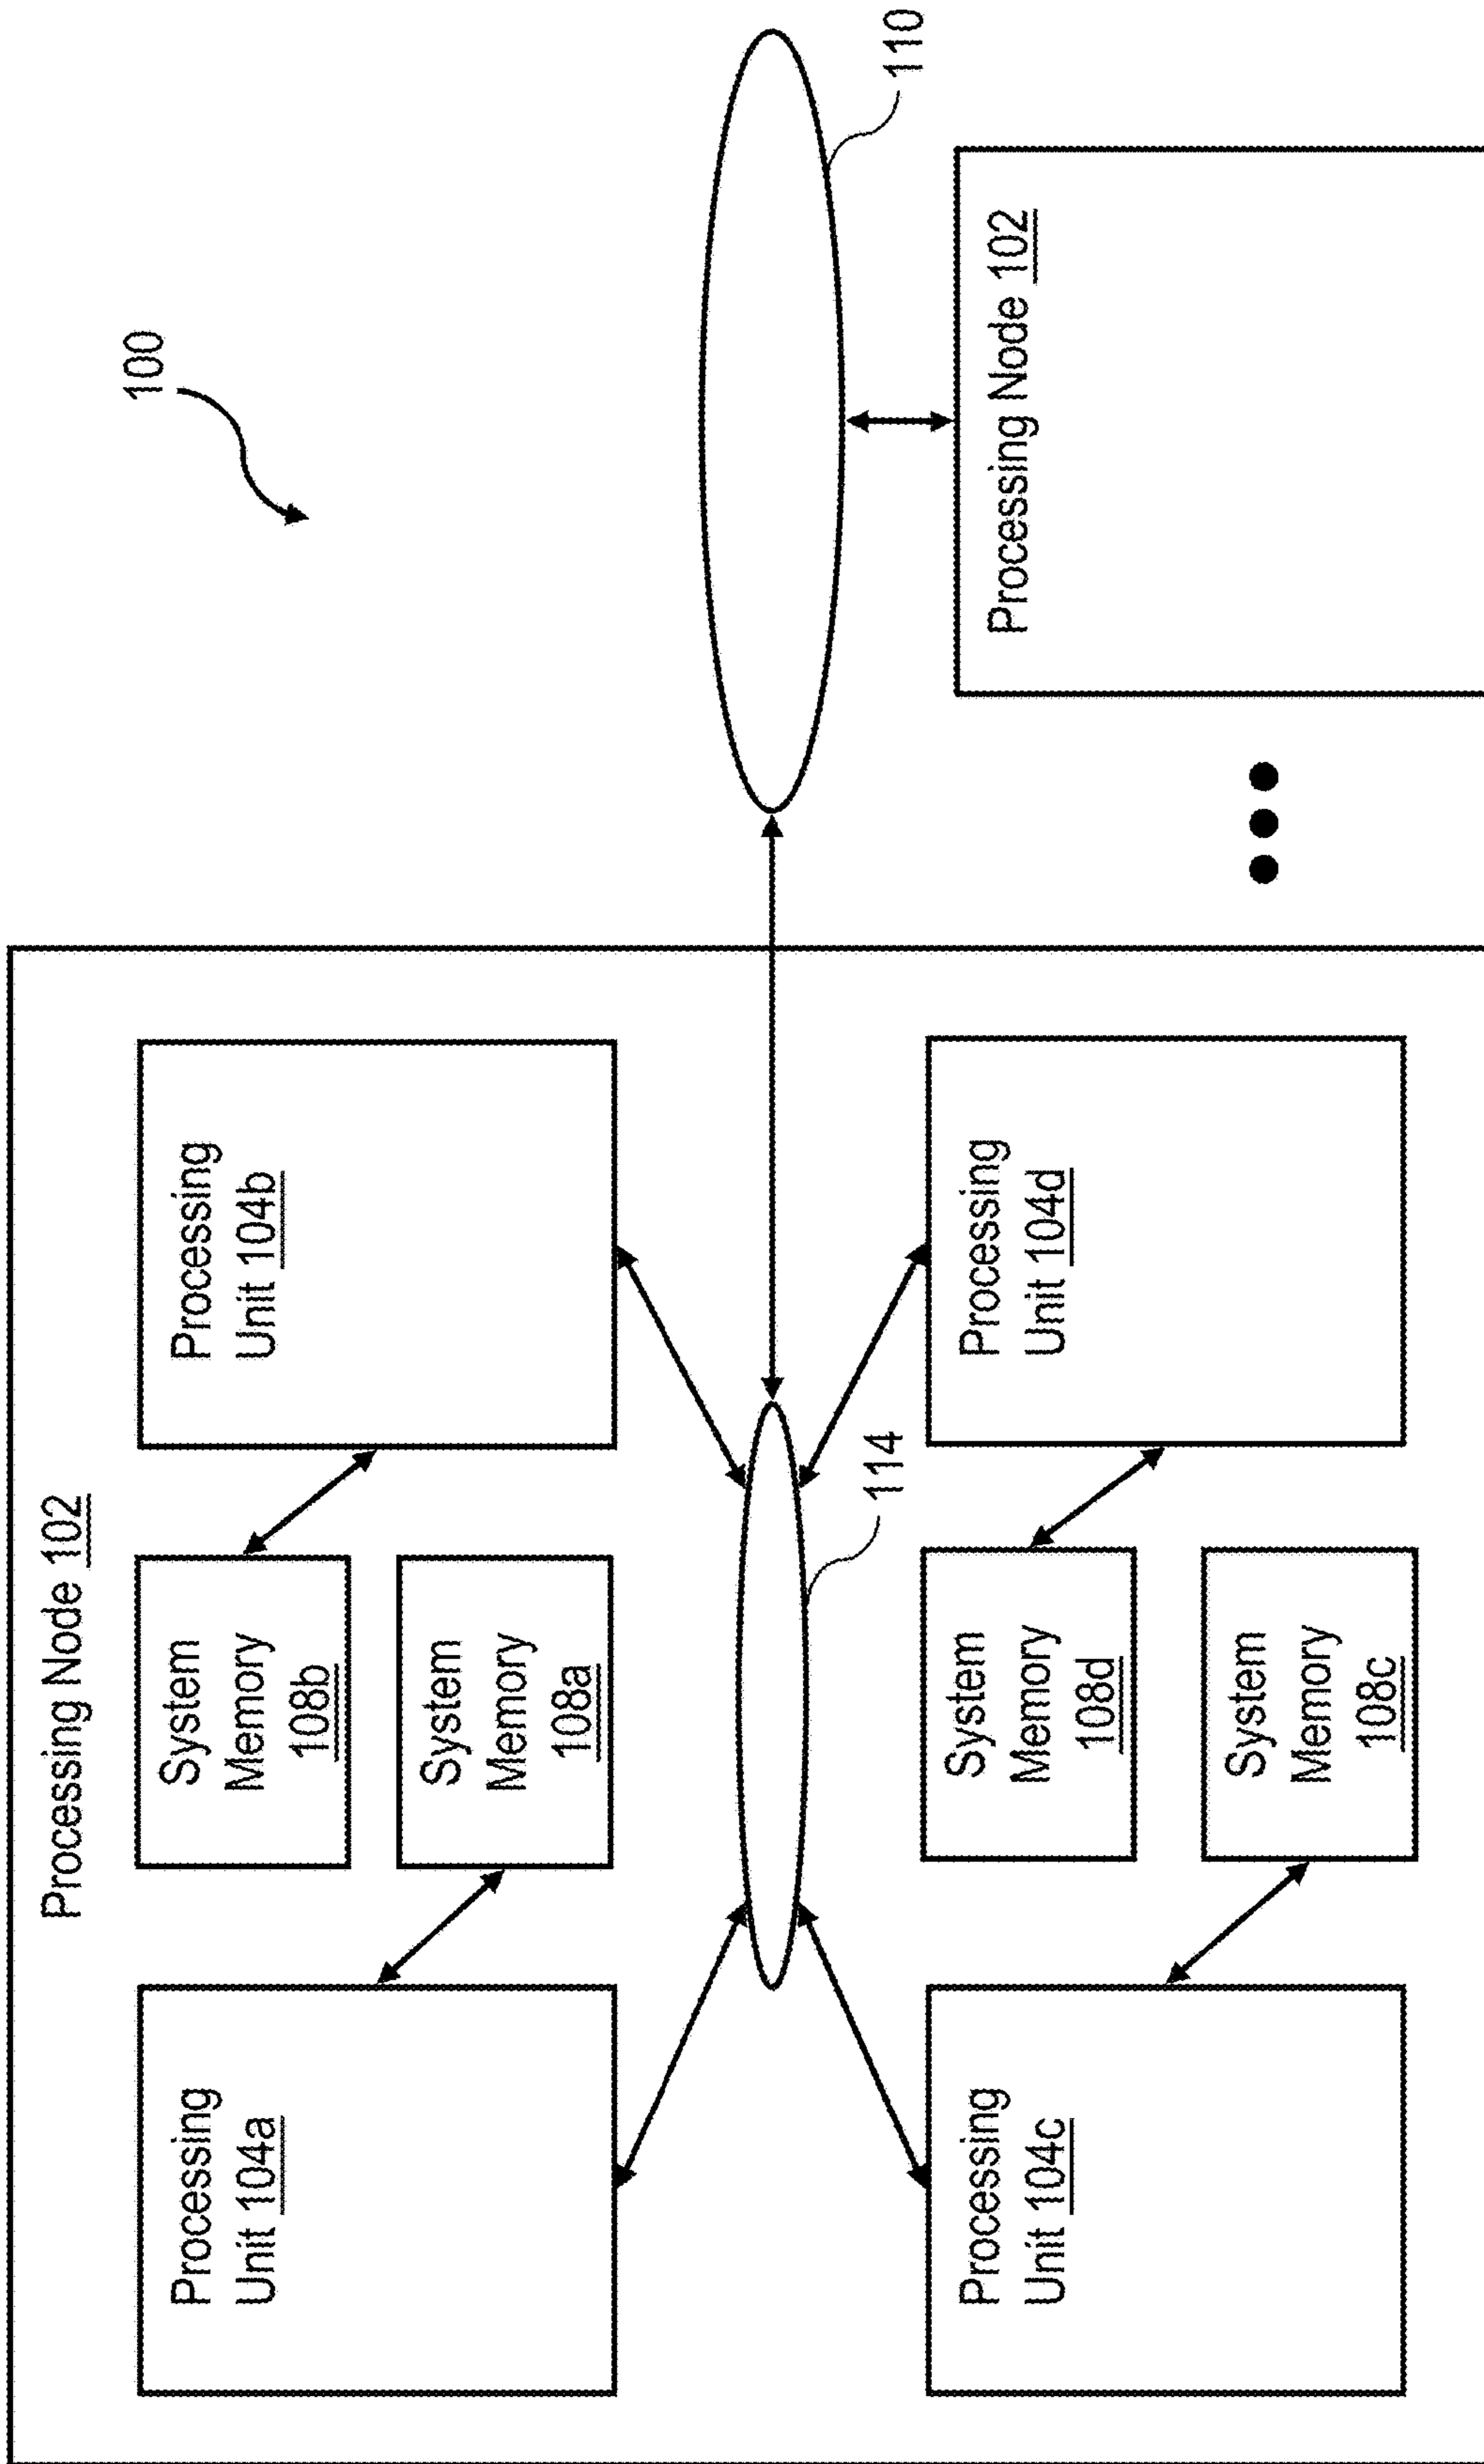 100
Processing Node 102
Processing
Unit 104a
System
Memory
108b
System
Memory
108a
Processing
Unit 104b
110
114
Processing
Unit 104c
System
Memory
108d
System
Memory
108c
Processing
Unit 104d
Processing Node 102